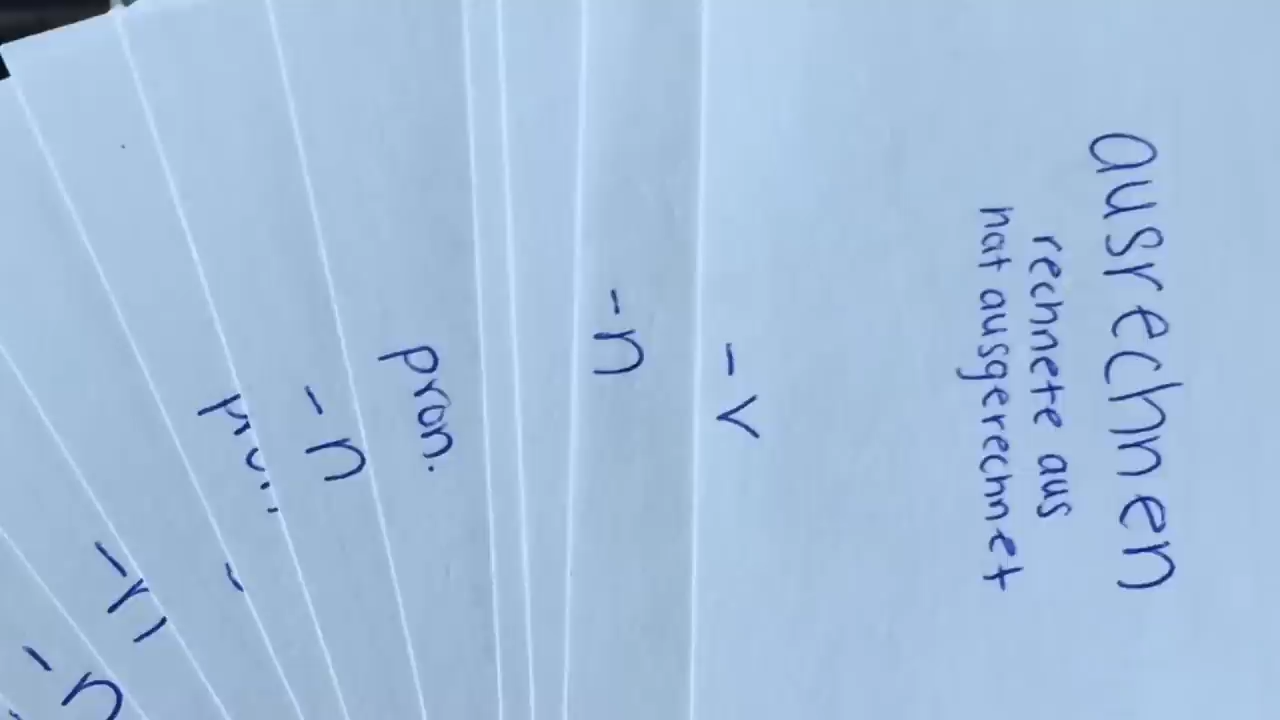 ausrechnen
rechnete aus
hat ausgerechnet
-v
-n
pron.
-n
-n